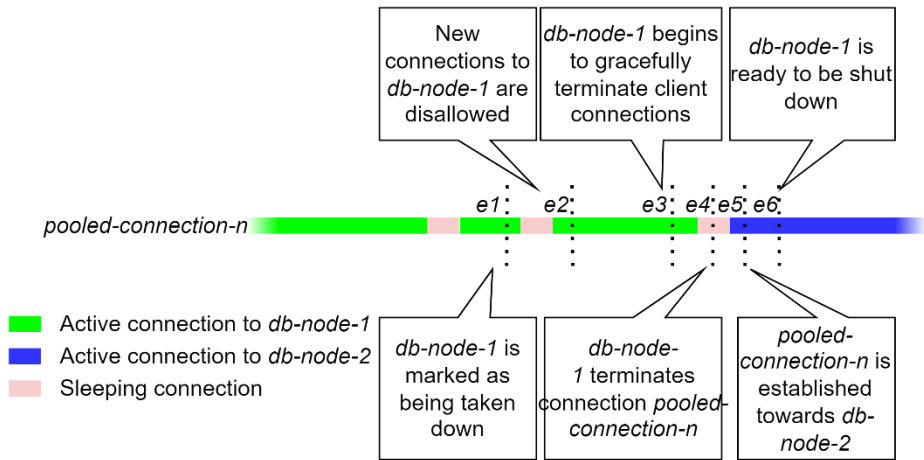 New
connections to
db-node-1 are
disallowed
db-node-1 begins
to gracefully
terminate client
connections
db-node-1 is
ready to be shut
down
e1
e2
e3
e4
e5
e6
pooled-connection-n
Active connection to db-node-1
Active connection to db-node-2
Sleeping connection
db-node-1 is
marked as
being taken
down
db-node-
1 terminates
connection pooled-
connection-n
pooled-
connection-n is
established
towards db-
node-2